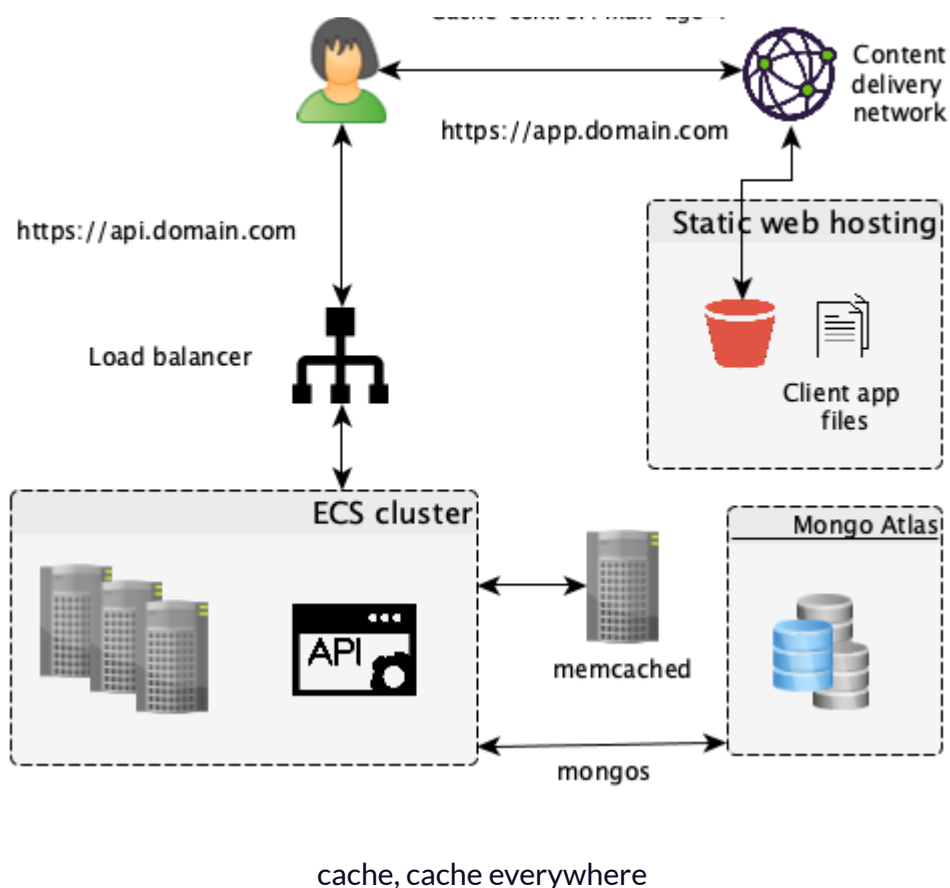 Content
delivery
network
https://app.domain.com
https://api.domain.com
Static web hosting
Load balancer
Client app
files
ECS cluster
Mongo Atlas
API
memcached
mongos
cache, cache everywhere